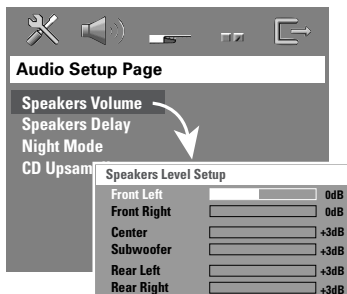 Audio Setup Page
Speakers Volume
Speakers Delay
Night Mode
CD Upsam
Speakers Level Setup
Front Left 0dB
Front Right 0dB
Center +3dB
Subwoofer +3dB
Rear Left +3dB
Rear Right +3dB